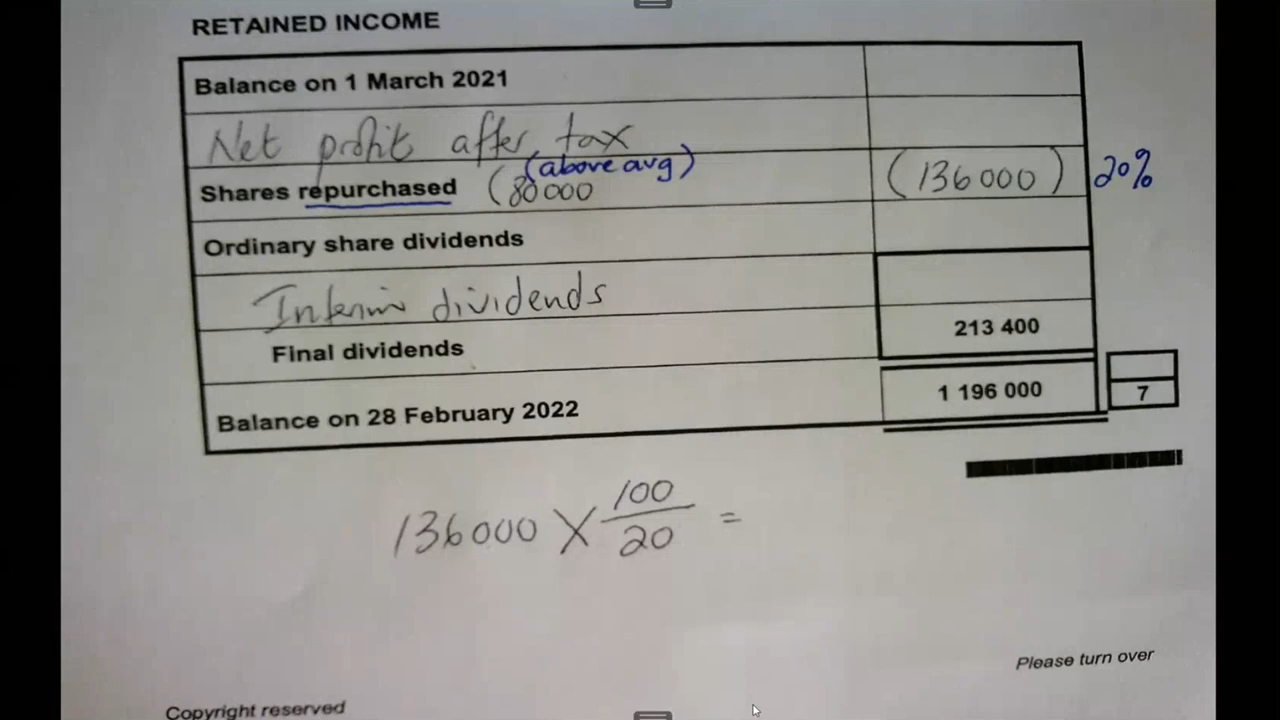 RETAINED INCOME
Balance on 1 March 2021
Net profit after tax
(above avg)
Shares repurchased (80000 (136000) 20%
Ordinary share dividends
Interim dividends
Final dividends 213 400
Balance on 28 February 2022 1 196 000 7
136000 X 100/20 =
Please turn over
Copyright reserved